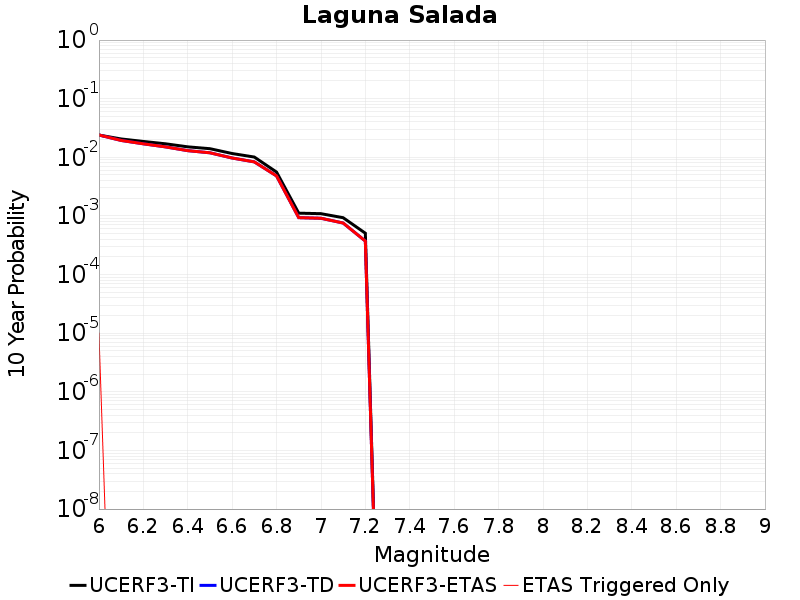 Laguna Salada
10^0
10^-1
10^-2
10^-3
10^-4
10^-5
10^-6
10^-7
10^-8
10 Year Probability
6 6.2 6.4 6.6 6.8 7 7.2 7.4 7.6 7.8 8 8.2 8.4 8.6 8.8 9
Magnitude
UCERF3-TI UCERF3-TD UCERF3-ETAS ETAS Triggered Only